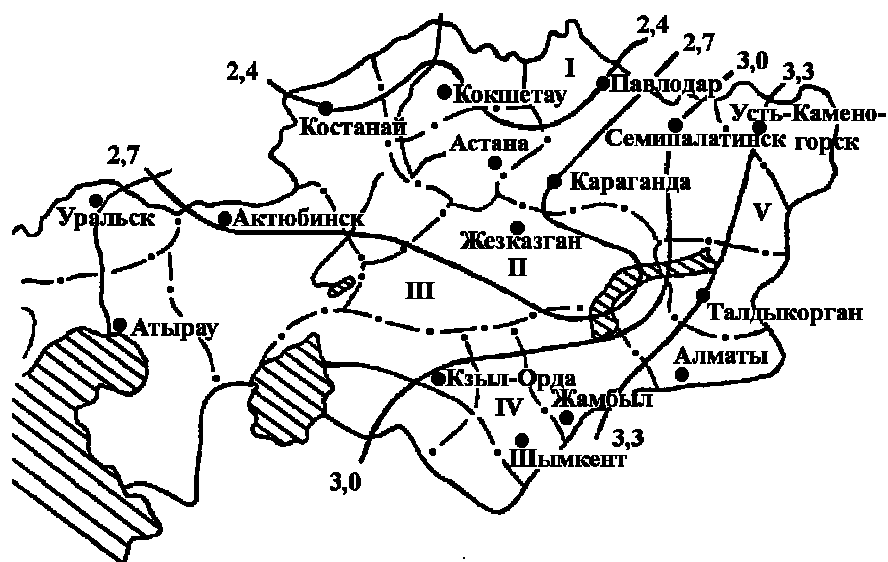 2,4
2,7
2,4
I
3,0
3,3
Павлодар
Кокшетау
Костанай
Усть-Камено-
горск
Семипалатинск
Астана
2,7
Караганда
Уральск
Актюбинск
V
Жезказган
II
III
Талдыкорган
Атырау
Алматы
Кзыл-Орда
IV
Жамбыл
3,3
Шымкент
3,0